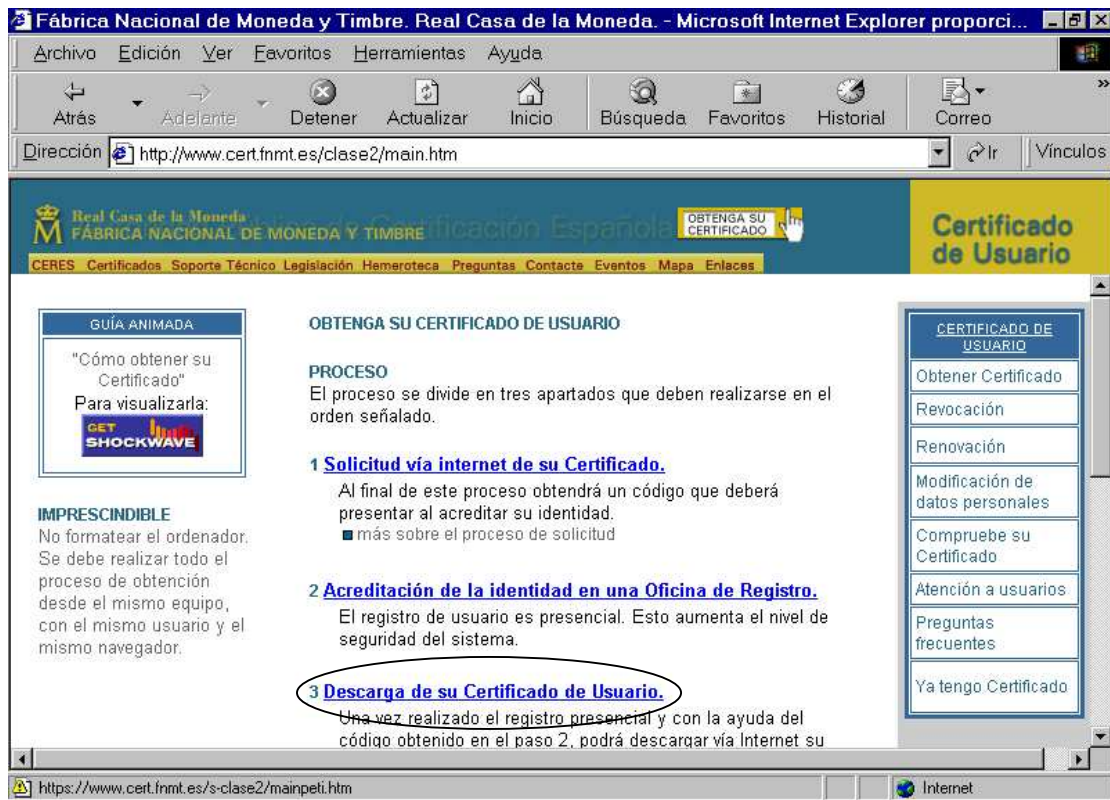 Fábrica Nacional de Moneda y Timbre. Real Casa de la Moneda. - Microsoft Internet Explorer proporci...
Archivo Edición Ver Favoritos Herramientas Ayuda
Atrás Adelante Detener Actualizar Inicio Búsqueda Favoritos Historial Correo »
Dirección http://www.cert.fnmt.es/clase2/main.htm Ir Vínculos
Real Casa de la Moneda
FÁBRICA NACIONAL DE MONEDA Y TIMBRE
de Certificación Española
OBTENGA SU
CERTIFICADO
Certificado
de Usuario
CERES Certificados Soporte Técnico Legislación Hemeroteca Preguntas Contacte Eventos Mapa Enlaces
GUÍA ANIMADA
"Cómo obtener su
Certificado"
Para visualizarla:
GET
SHOCKWAVE
IMPRESCINDIBLE
No formatear el ordenador.
Se debe realizar todo el
proceso de obtención
desde el mismo equipo,
con el mismo usuario y el
mismo navegador.
OBTENGA SU CERTIFICADO DE USUARIO
PROCESO
El proceso se divide en tres apartados que deben realizarse en el
orden señalado.
1 Solicitud vía internet de su Certificado.
Al final de este proceso obtendrá un código que deberá
presentar al acreditar su identidad.
más sobre el proceso de solicitud
2 Acreditación de la identidad en una Oficina de Registro.
El registro de usuario es presencial. Esto aumenta el nivel de
seguridad del sistema.
3 Descarga de su Certificado de Usuario.
Una vez realizado el registro presencial y con la ayuda del
código obtenido en el paso 2, podrá descargar vía Internet su
CERTIFICADO DE
USUARIO
Obtener Certificado
Revocación
Renovación
Modificación de
datos personales
Compruebe su
Certificado
Atención a usuarios
Preguntas
frecuentes
Ya tengo Certificado
https://www.cert.fnmt.es/s-clase2/mainpeti.htm Internet